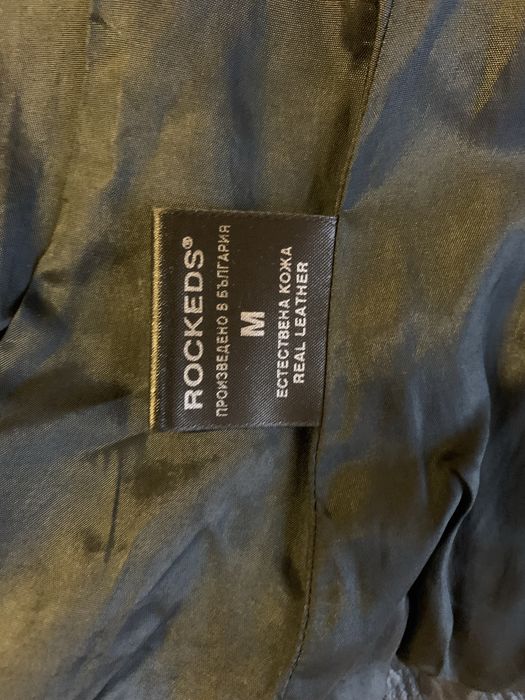 ROCKEDS®
ПРОИЗВЕДЕНО В БЪЛГАРИЯ
M
ЕСТЕСТВЕНА КОЖА
REAL LEATHER